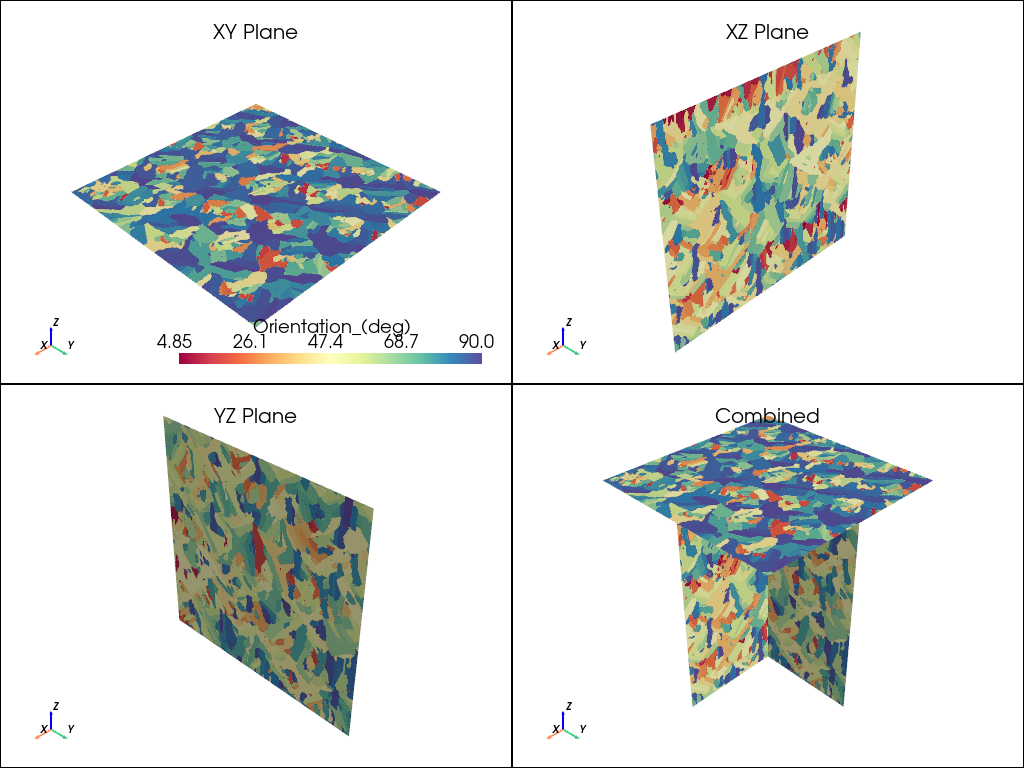 XY Plane
Z
X
Y
Orientation_(deg)
4.85 26.1 47.4 68.7 90.0
XZ Plane
Z
X
Y
YZ Plane
Z
X
Y
Combined
Z
X
Y